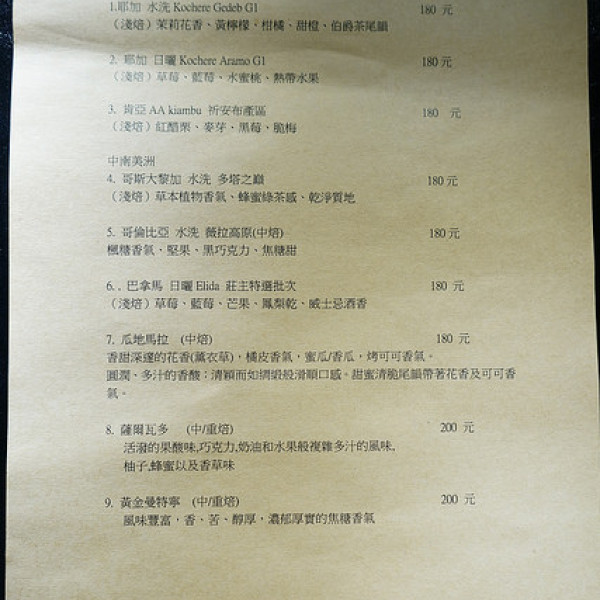 1.耶加 水洗 Kochere Gedeb G1 180 元
（淺焙）茉莉花香、黃檸檬、柑橘、甜橙、伯爵茶尾韻
2. 耶加 日曬 Kochere Aramo G1 180 元
（淺焙）草莓、藍莓、水蜜桃、熱帶水果
3. 肯亞 AA kiambu 祈安布產區 180 元
（淺焙）紅醋栗、麥芽、黑莓、脆梅
中南美洲
4. 哥斯大黎加 水洗 多塔之巔 180 元
（淺焙）草本植物香氣、蜂蜜綠茶感、乾淨質地
5. 哥倫比亞 水洗 薇拉高原(中焙) 180 元
楓糖香氣、堅果、黑巧克力、焦糖甜
6. . 巴拿馬 日曬 Elida 莊主特選批次 180 元
（淺焙）草莓、藍莓、芒果、鳳梨乾、威士忌酒香
7. 瓜地馬拉 (中焙) 180 元
香甜深邃的花香(薰衣草)，橘皮香氣，蜜瓜/香瓜，烤可可香氣。
圓潤、多汁的香酸；清穎而如綢緞般滑順口感。甜蜜清脆尾韻帶著花香及可可香
氣。
8. 薩爾瓦多 (中/重焙) 200 元
活潑的果酸味,巧克力,奶油和水果般複雜多汁的風味,
柚子,蜂蜜以及香草味
9. 黃金曼特寧 (中/重焙) 200 元
風味豐富，香、苦、醇厚，濃郁厚實的焦糖香氣